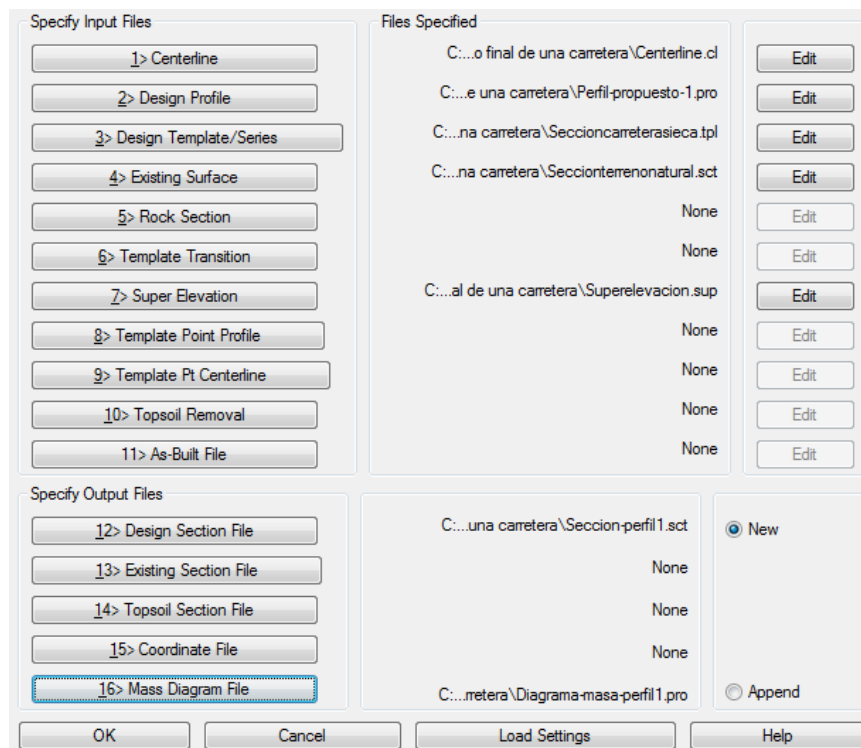 Specify Input Files Files Specified
1> Centerline C:...o final de una carretera\Centerline.cl Edit
2> Design Profile C:...e una carretera\Perfil-propuesto-1.pro Edit
3> Design Template/Series C:...na carretera\Seccioncarreterasieca.tpl Edit
4> Existing Surface C:...na carretera\Seccionterrenonatural.sct Edit
5> Rock Section None Edit
6> Template Transition None Edit
7> Super Elevation C:...al de una carretera\Superelevacion.sup Edit
8> Template Point Profile None Edit
9> Template Pt Centerline None Edit
10> Topsoil Removal None Edit
11> As-Built File None Edit
Specify Output Files
12> Design Section File C:...una carretera\Seccion-perfil1.sct New
13> Existing Section File None
14> Topsoil Section File None
15> Coordinate File None
16> Mass Diagram File C:...rretera\Diagrama-masa-perfil1.pro Append
OK Cancel Load Settings Help